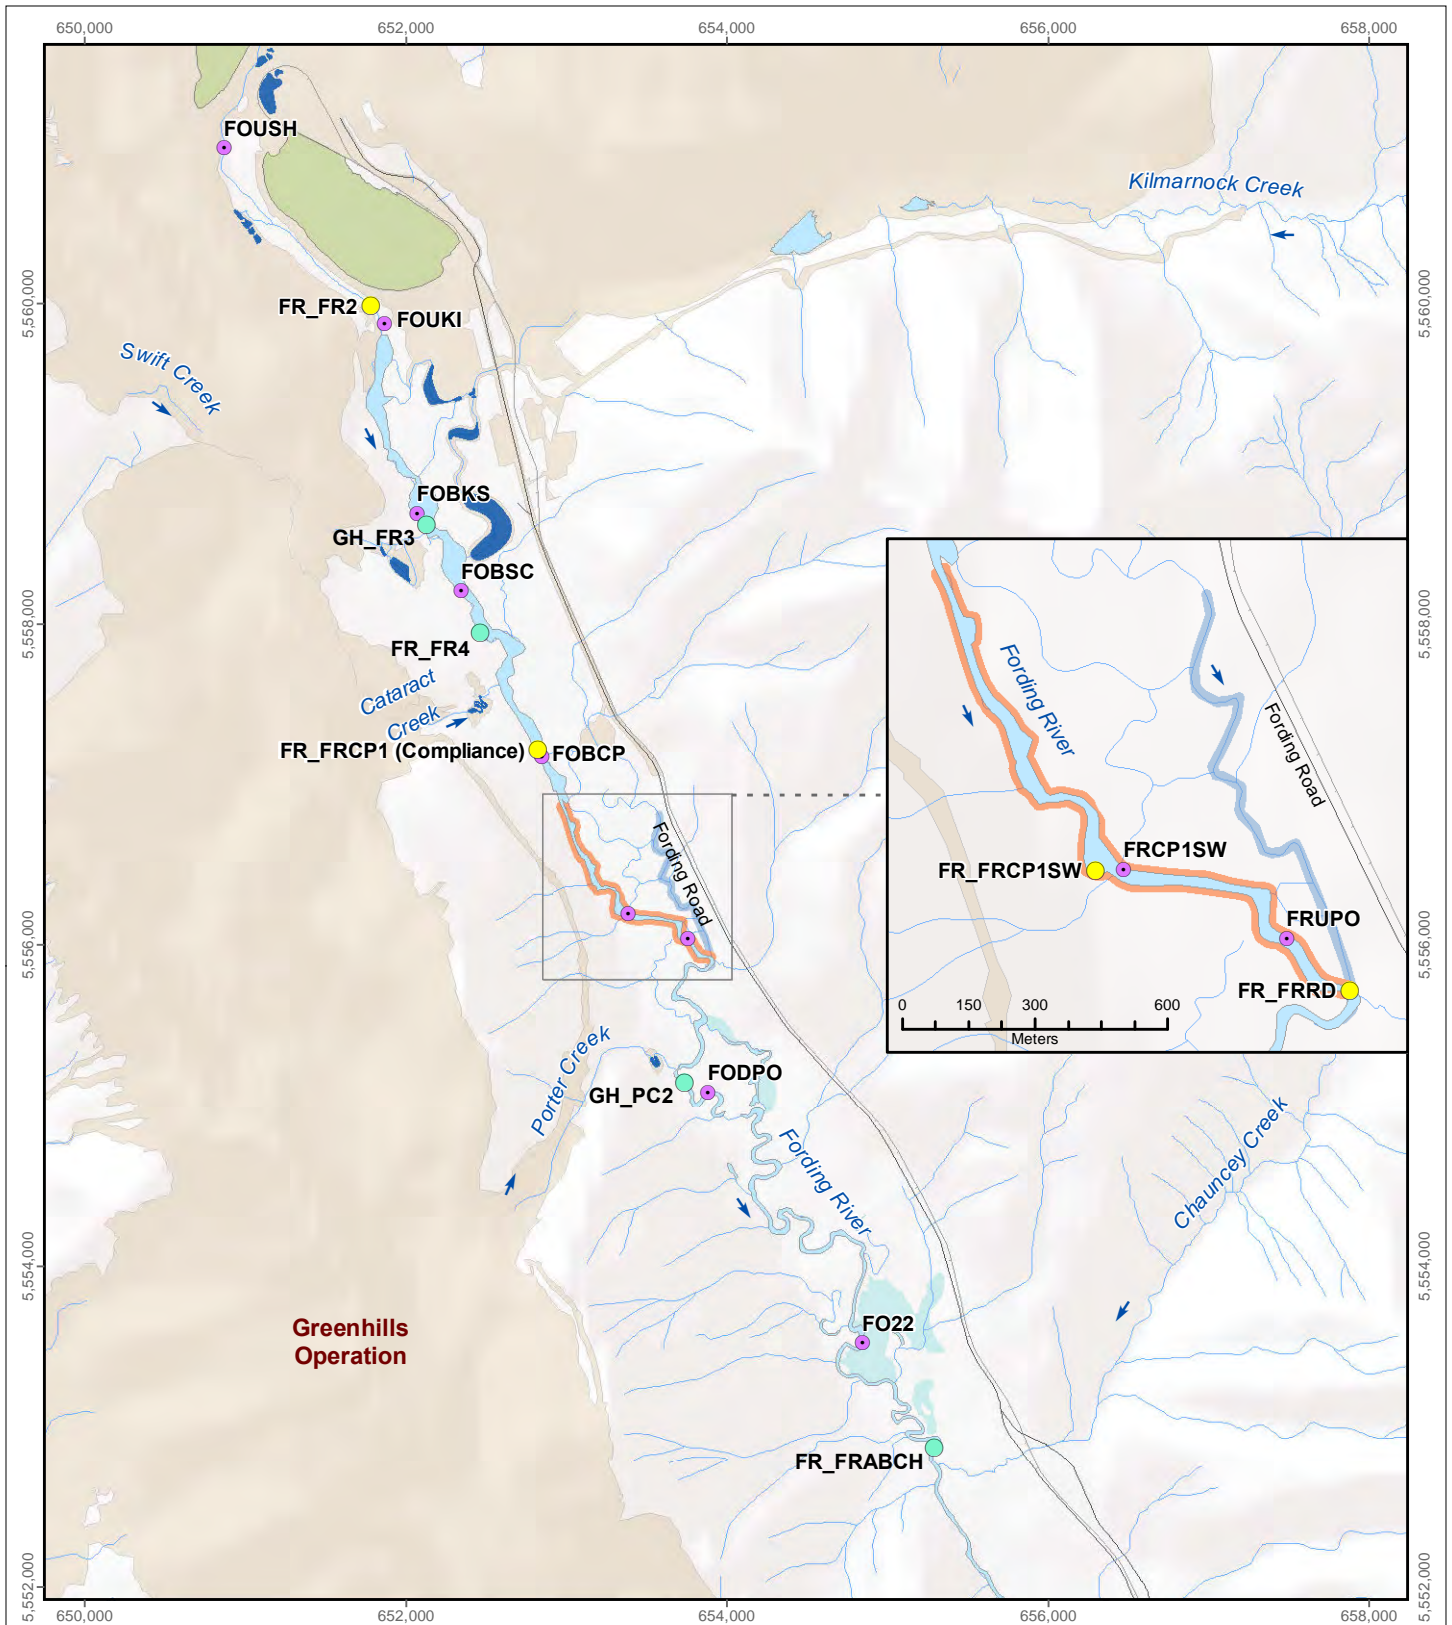 650,000
652,000
654,000
656,000
658,000
FOUSH
Kilmarnock Creek
5,560,000
5,560,000
FR_FR2
FOUKI
Swift Creek
FOBKS
GH_FR3
FOBSC
5,558,000
5,558,000
FR_FR4
Cataract
Creek
FR_FRCP1 (Compliance)
FOBCP
Fording Road
Fording River
Fording Road
FRCP1SW
FR_FRCP1SW
FRUPO
FR_FRRD
0
150
300
600
Meters
5,556,000
5,556,000
Porter Creek
FODPO
GH_PC2
Fording River
Chauncey Creek
5,554,000
5,554,000
FO22
Greenhills
Operation
FR_FRABCH
5,552,000
5,552,000
650,000
652,000
654,000
656,000
658,000